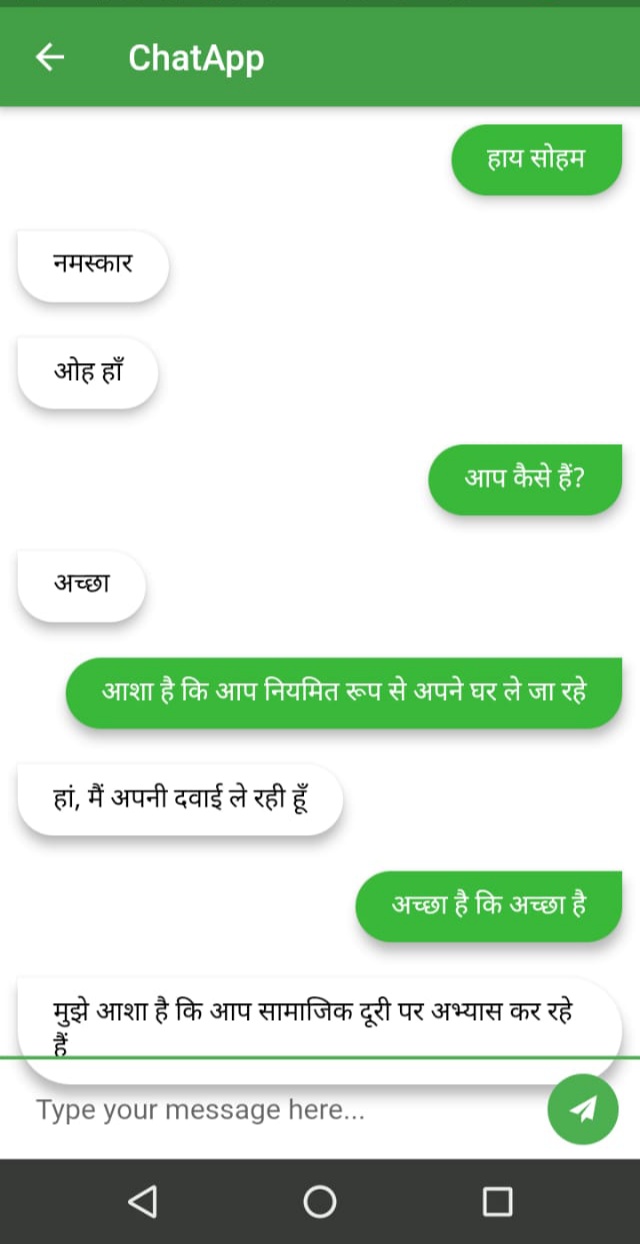 ChatApp
हाय सोहम
नमस्कार
ओह हाँ
आप कैसे हैं?
अच्छा
आशा है कि आप नियमित रूप से अपने घर ले जा रहे
हां, मैं अपनी दवाई ले रही हूँ
अच्छा है कि अच्छा है
मुझे आशा है कि आप सामाजिक दूरी पर अभ्यास कर रहे
हैं
Type your message here...